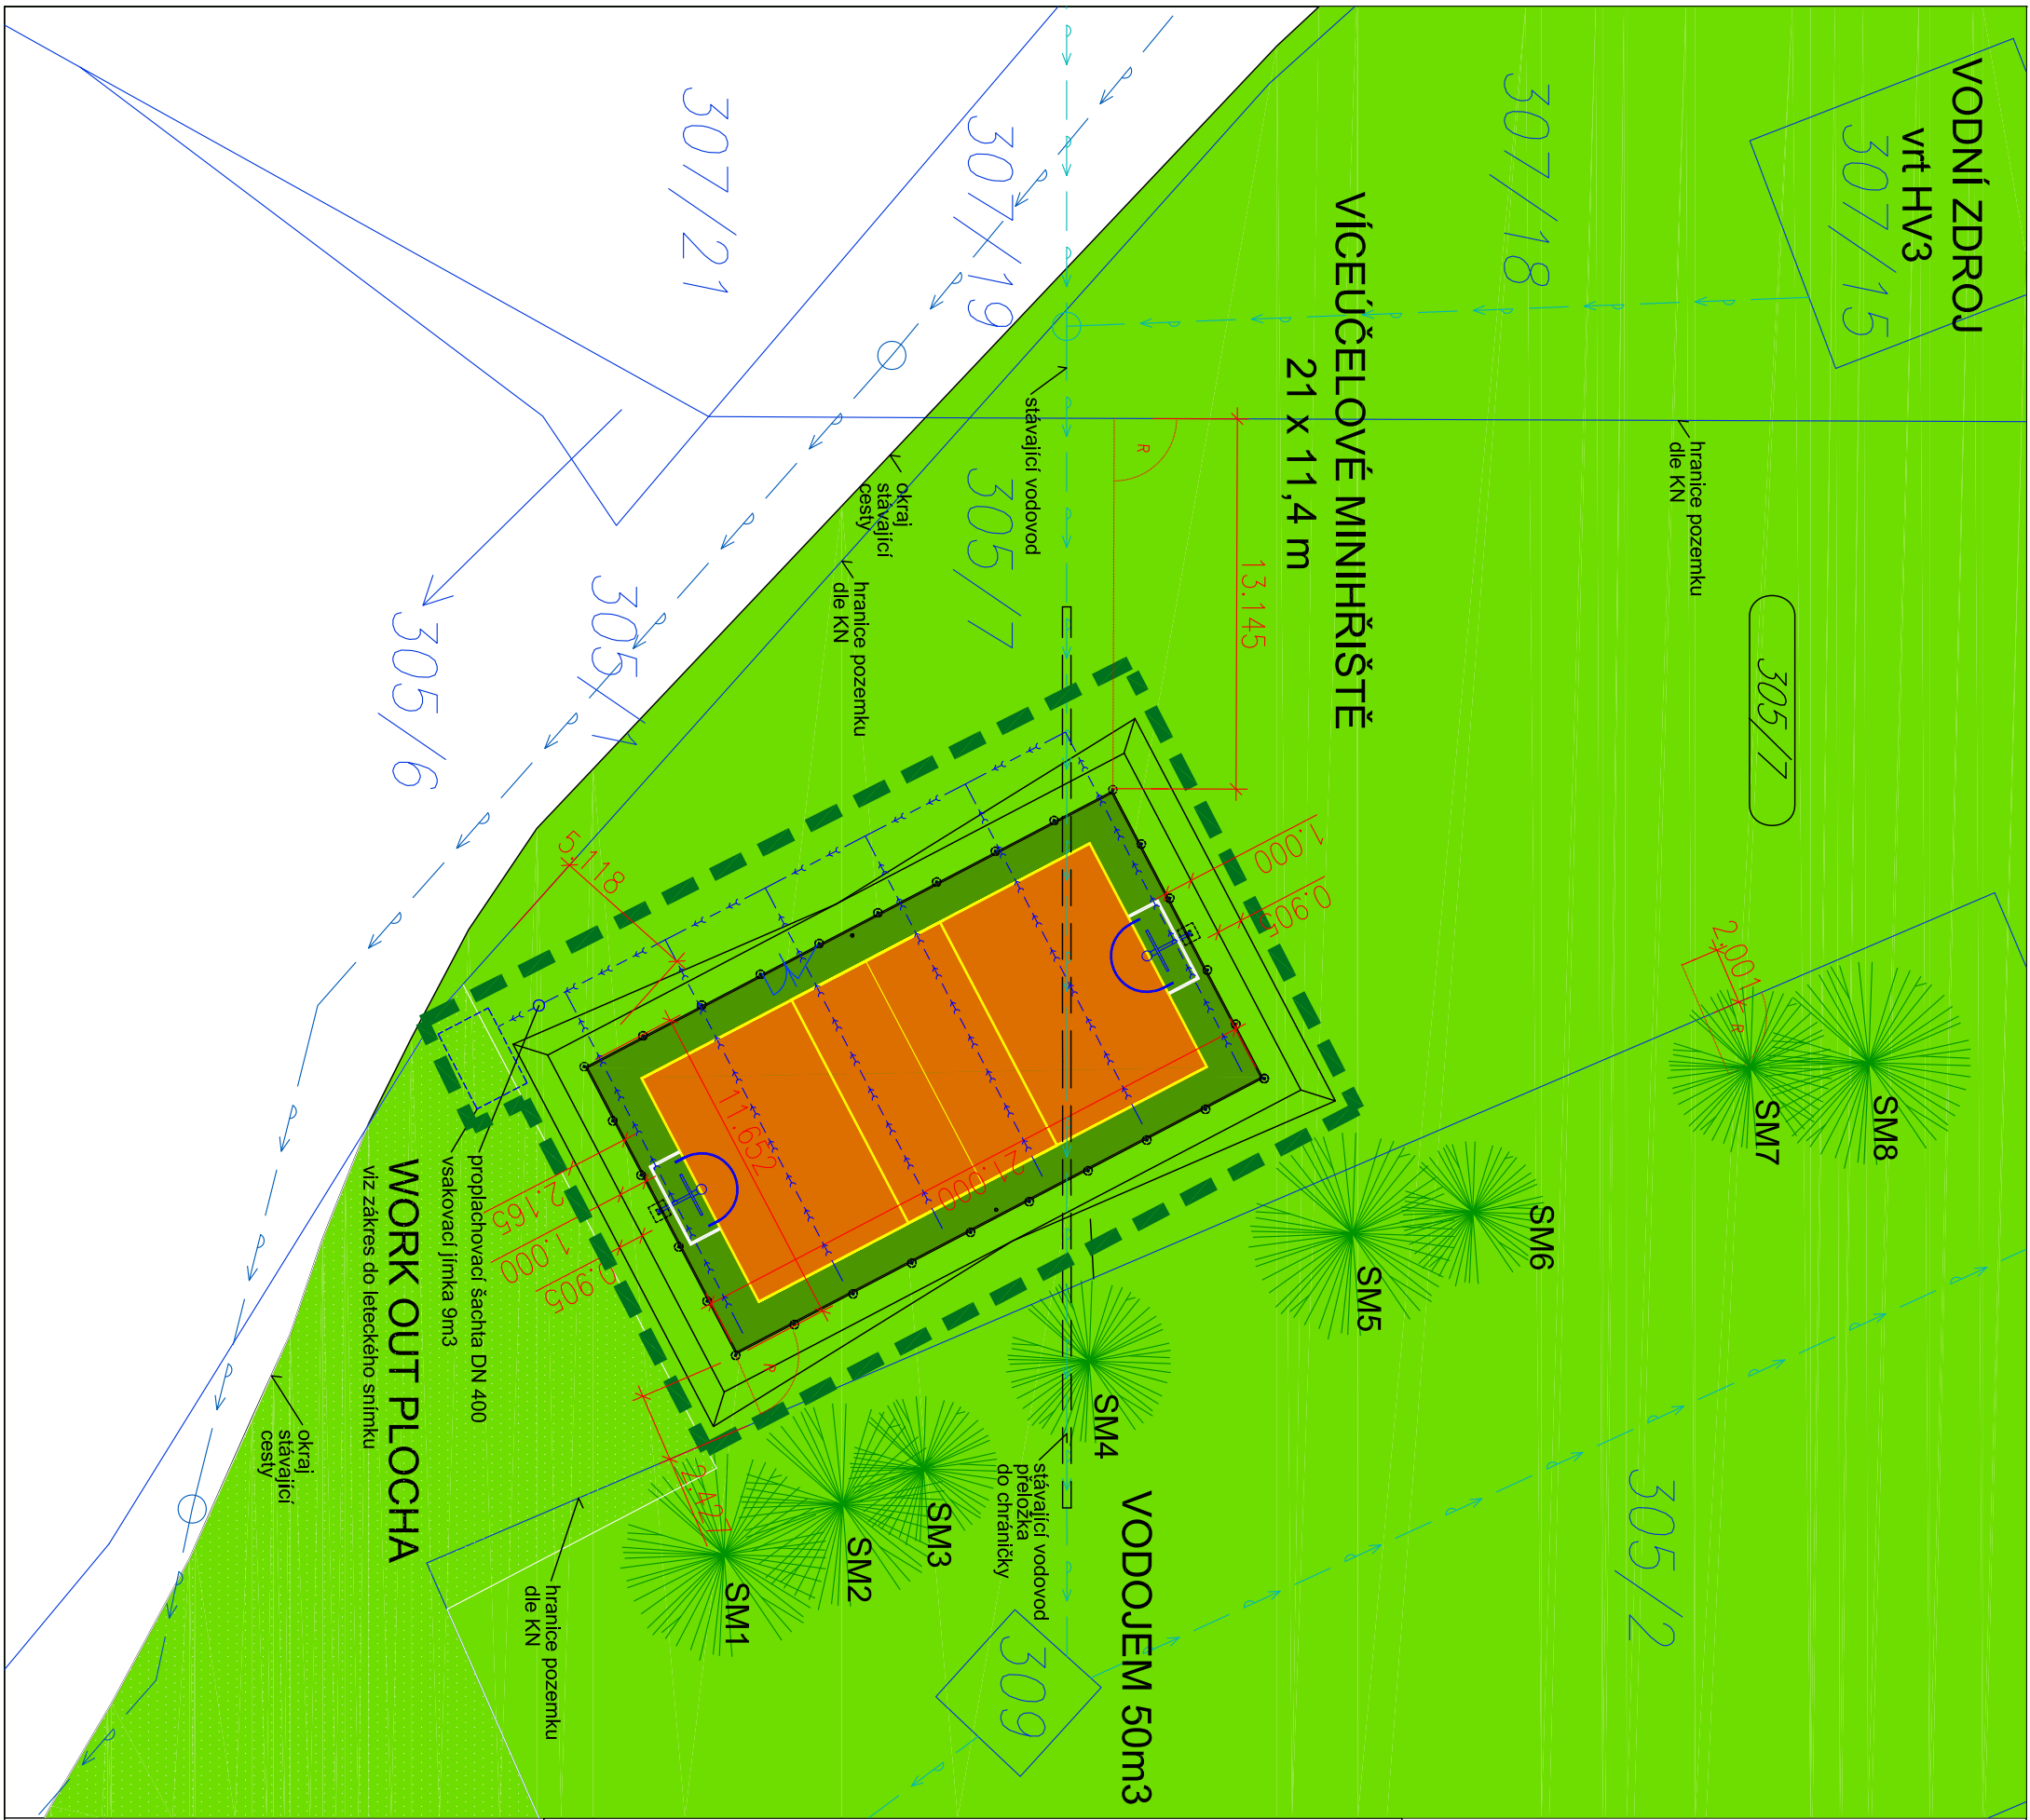 VODNÍ ZDROJ
vrt HV3
307/15
307/18
VÍCEÚČELOVÉ MINIHŘIŠTĚ
21 x 11,4 m
307/19
307/21
hranice pozemku
dle KN
305/7
stávající vodovod
R
13.145
305/7
okraj
stávající
cesty
hranice pozemku
dle KN
305/1
305/6
5.118
1.000
0.905
2.001
R
SM8
SM7
SM6
SM5
SM4
SM3
SM2
SM1
11.652
21.000
2.165
1.000
0.905
R
2.427
proplachovací šachta DN 400
vsakovací jímka 9m3
WORK OUT PLOCHA
viz zákres do leteckého snímku
okraj
stávající
cesty
stávající vodovod
přeložka
do chráničky
VODOJEM 50m3
305/2
309
hranice pozemku
dle KN